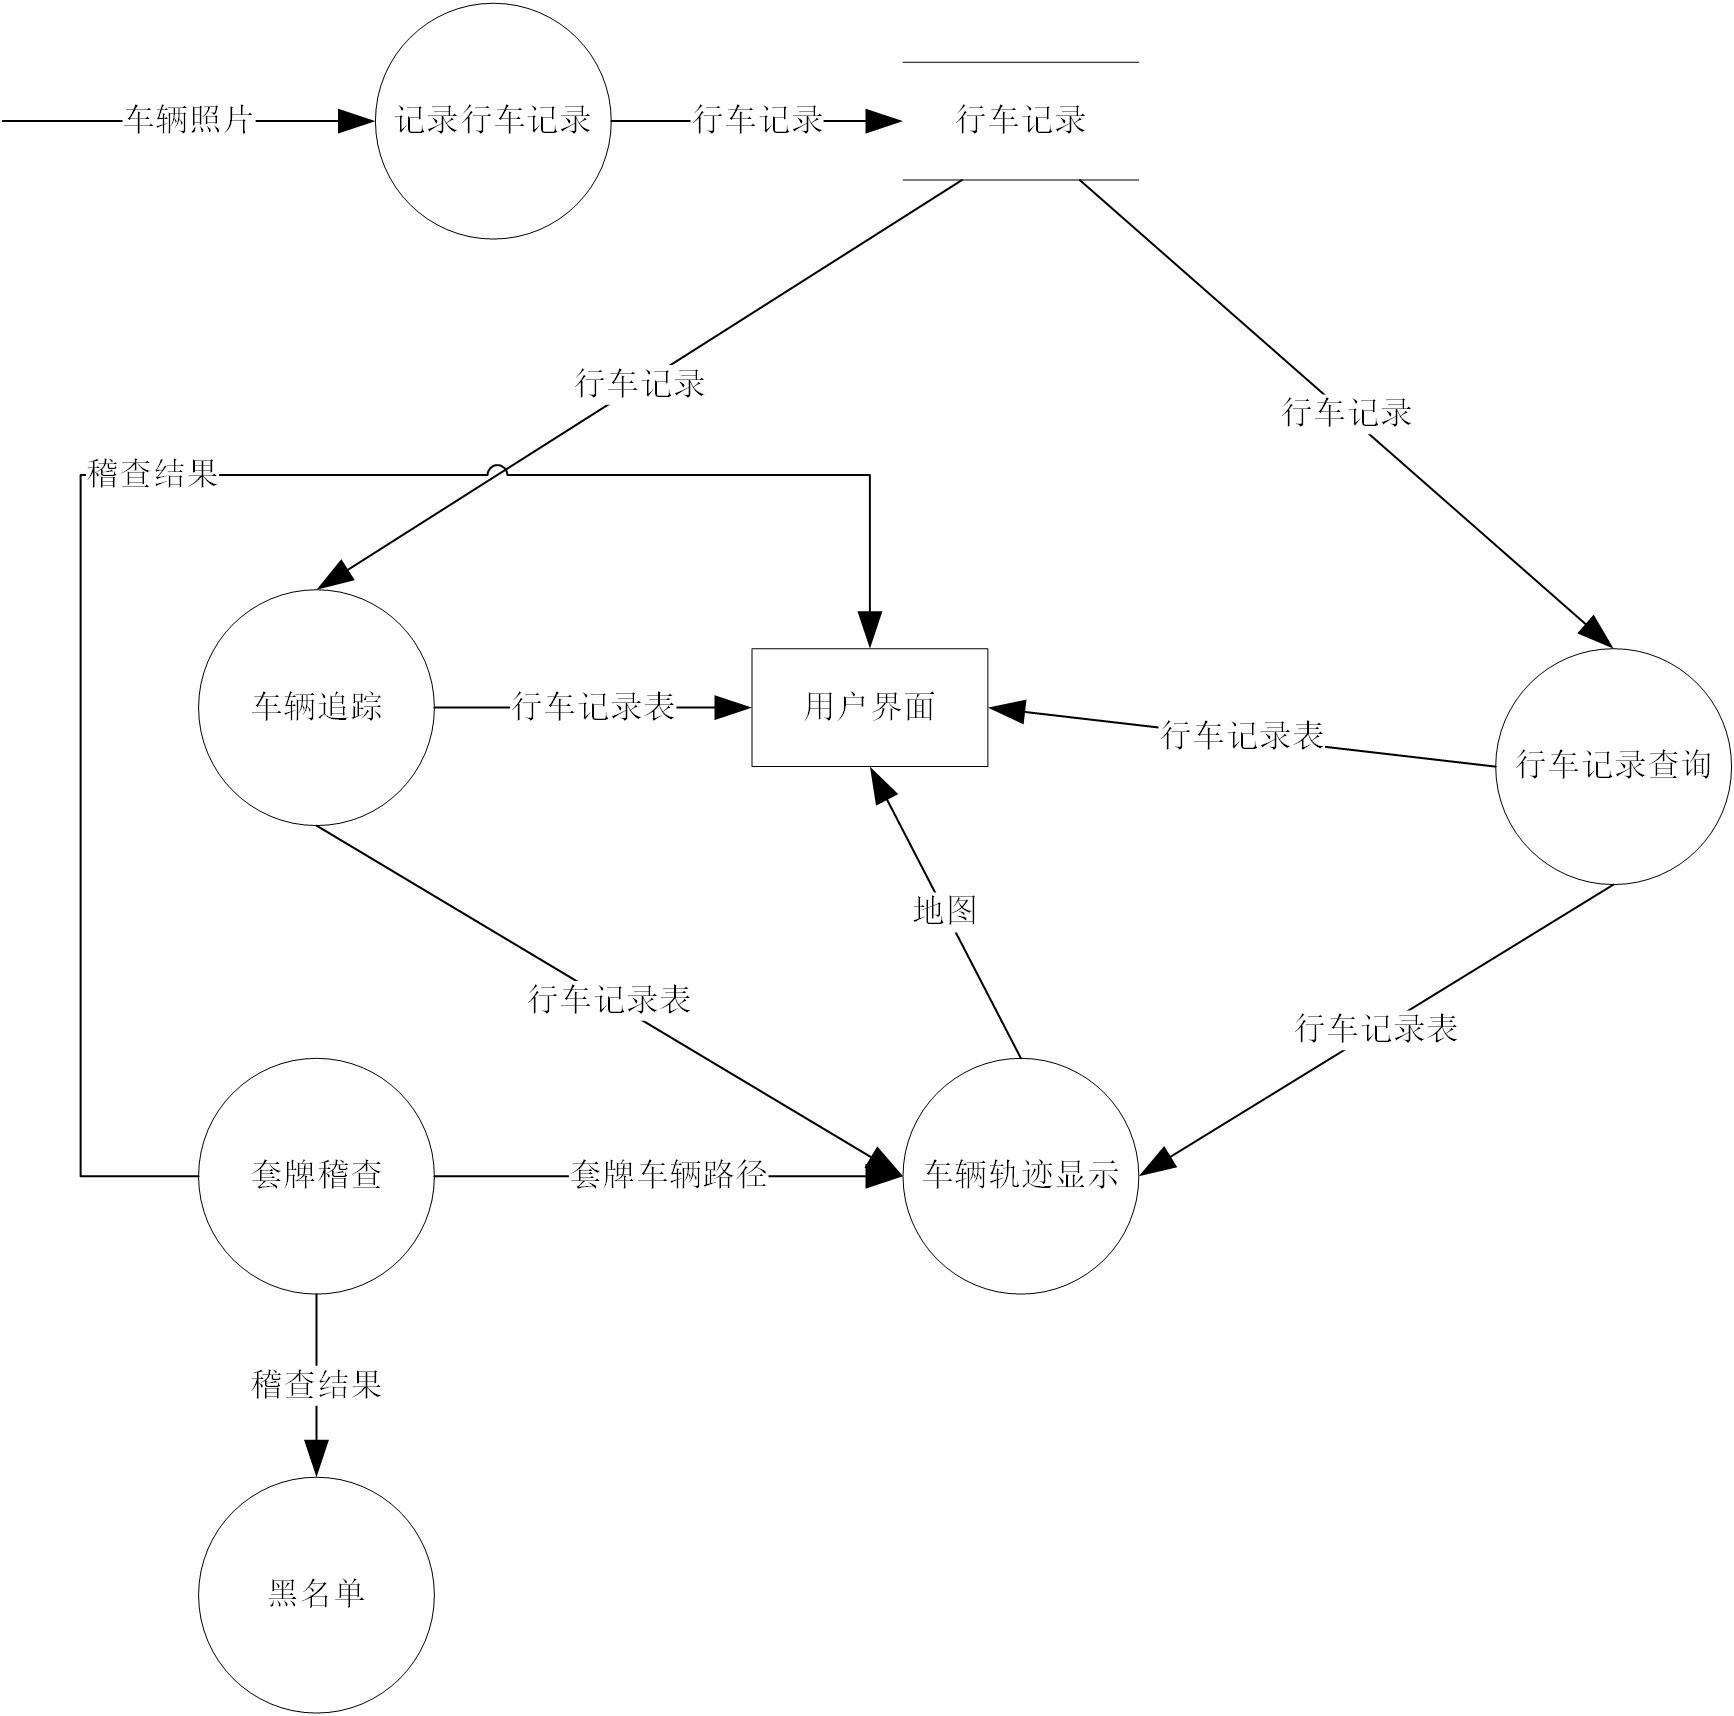 车辆照片
记录行车记录
行车记录
行车记录
行车记录
行车记录
稽查结果
车辆追踪
行车记录表
用户界面
行车记录表
行车记录查询
地图
行车记录表
行车记录表
套牌稽查
套牌车辆路径
车辆轨迹显示
稽查结果
黑名单